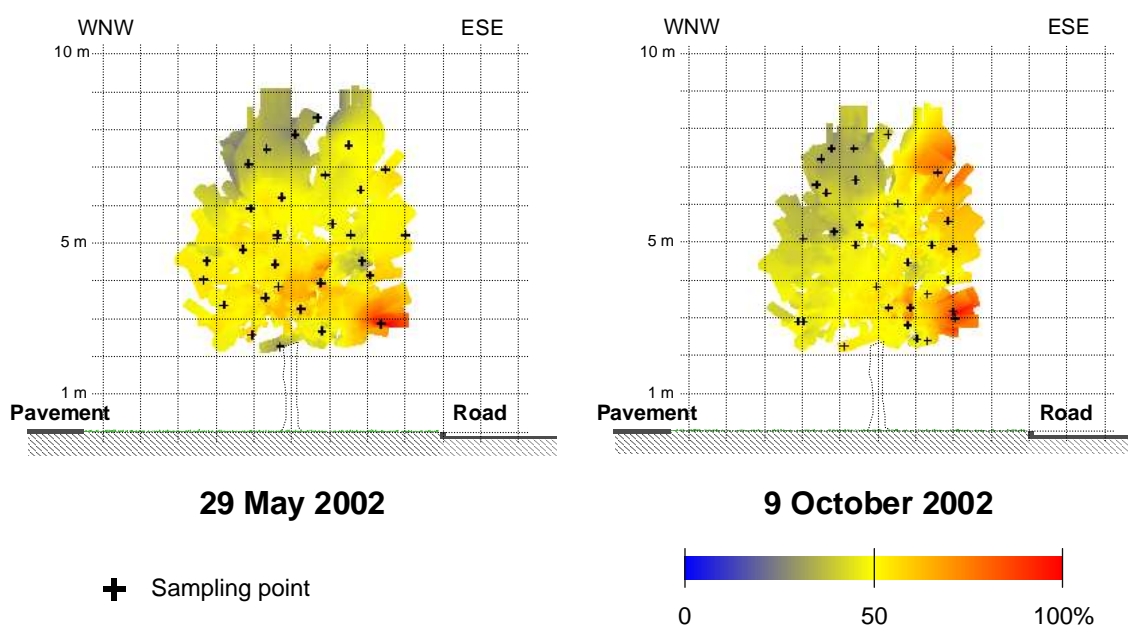 WNW ESE WNW ESE
10 m 10 m
5 m 5 m
1 m 1 m
Pavement Road Pavement Road
29 May 2002 9 October 2002
Sampling point
0 50 100%